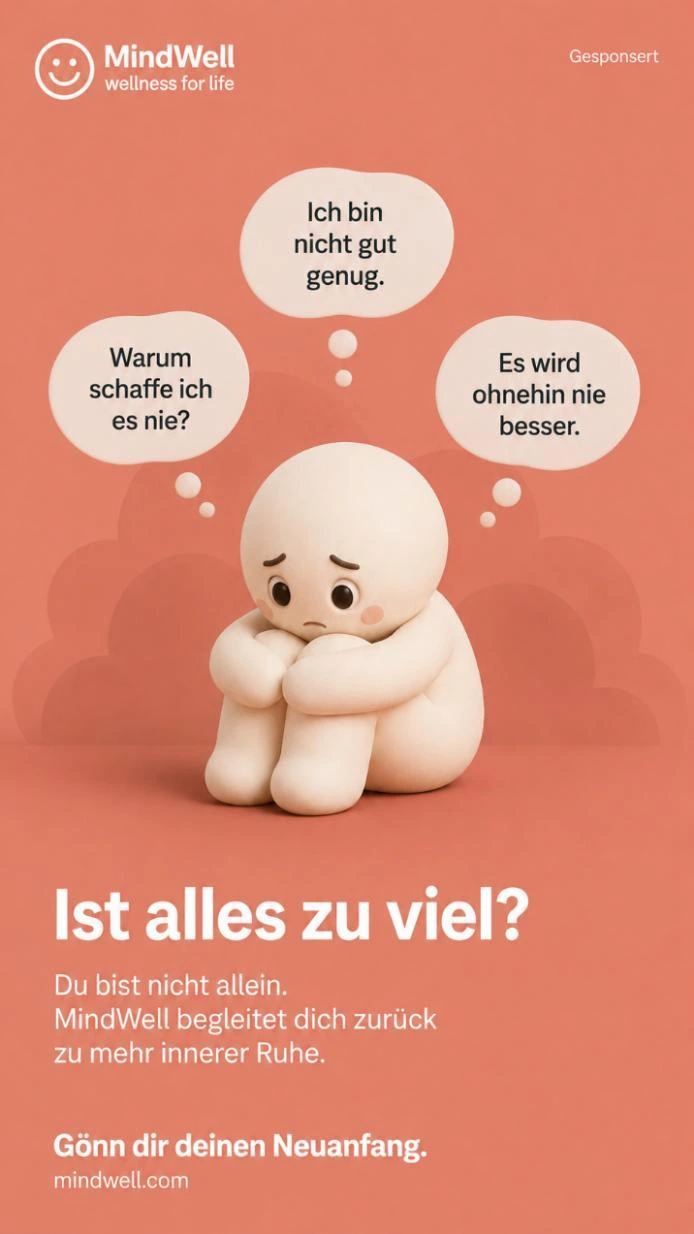 MindWell
wellness for life
Gesponsert
Ich bin
nicht gut
genug.
Warum
schaffe ich
es nie?
Es wird
ohnehin nie
besser.
Ist alles zu viel?
Du bist nicht allein.
MindWell begleitet dich zurück
zu mehr innerer Ruhe.
Gönn dir deinen Neuanfang.
mindwell.com